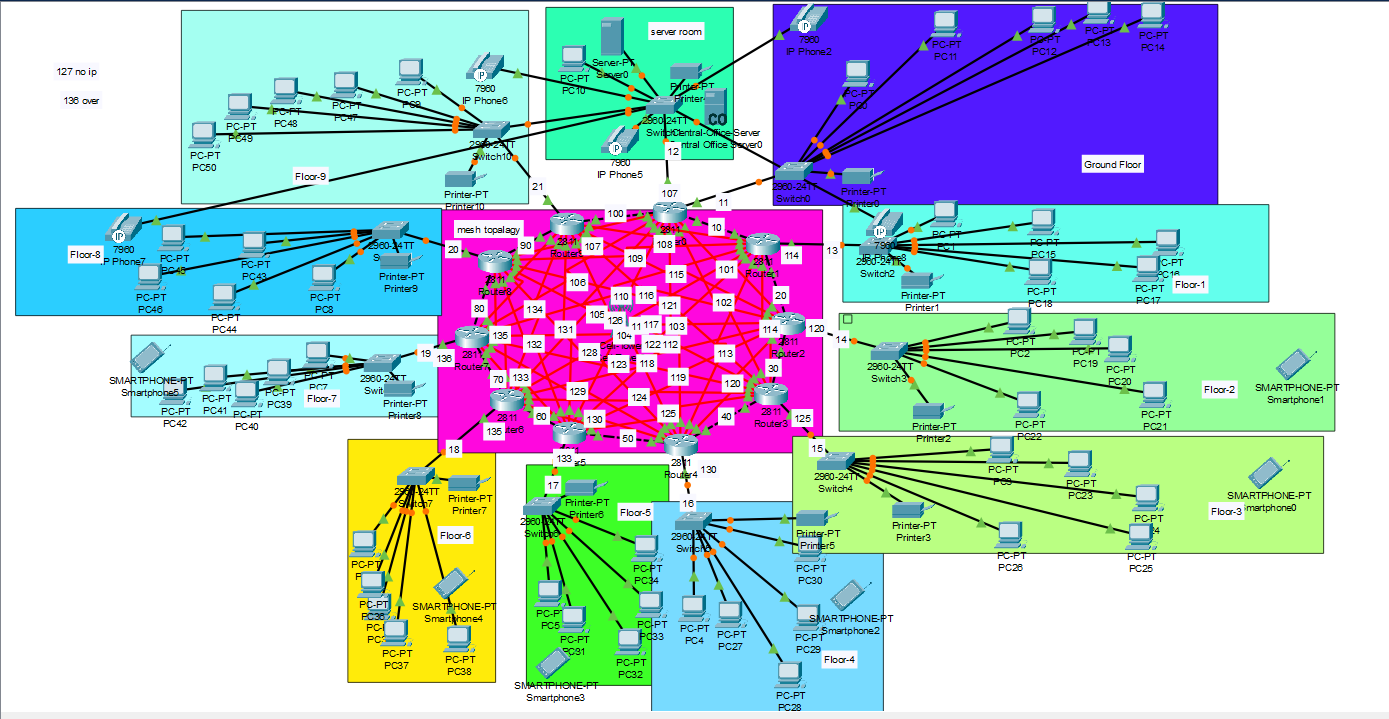 127 no ip
136 over
PC-PT
PC49
PC-PT
PC48
PC-PT
PC47
PC-PT
PC-PT
PC50
7960
IP Phone6
2960-24TT
Switch10
Printer-PT
Printer10
Floor-9
21
server room
Server-PT
Server0
PC-PT
PC10
Printer-PT
2960-24TT
Central-Office-Server
Central Office Server0
7960
IP Phone5
12
7960
IP Phone2
PC-PT
PC11
PC-PT
PC12
PC-PT
PC13
PC-PT
PC14
PC-PT
Ground Floor
2960-24TT
Switch0
Printer-PT
Printer0
11
107
Floor-8
7960
IP Phone7
PC-PT
PC-PT
PC43
PC-PT
PC46
PC-PT
PC44
PC-PT
PC8
2960-24TT
Printer-PT
Printer9
20
mesh topalagy
90
100
107
108
109
10
2811
Router1
114
13
106
115
101
102
20
2811
Router8
80
134
110
116
121
105
126
117
103
104
131
135
132
128
122
112
123
118
113
114
120
2811
Router2
30
119
120
124
129
133
70
60
130
125
50
40
2811
Router3
125
2811
Router7
2811
135
133
2811
Router4
130
7960
2960-24TT
Switch2
Printer-PT
Printer1
PC-PT
PC-PT
PC15
PC-PT
PC-PT
PC18
PC-PT
PC17
Floor-1
14
2960-24TT
Switch3
Printer-PT
Printer2
PC-PT
PC2
PC-PT
PC19
PC-PT
PC20
PC-PT
PC21
PC-PT
PC22
Floor-2
SMARTPHONE-PT
Smartphone1
15
2960-24TT
Switch4
Printer-PT
Printer3
PC-PT
PC-PT
PC23
PC-PT
PC-PT
PC25
PC-PT
PC26
Floor-3
SMARTPHONE-PT
SMARTPHONE-PT
Smartphone5
PC-PT
PC41
PC-PT
PC42
PC-PT
PC40
PC-PT
PC39
PC-PT
PC7
Floor-7
2960-24TT
Printer-PT
Printer8
19
136
18
2960-24TT
Printer-PT
Printer7
Floor-6
PC-PT
PC-PT
PC37
PC-PT
PC38
SMARTPHONE-PT
Smartphone4
17
Printer-PT
Printer6
2960-24TT
Floor-5
PC-PT
PC34
PC-PT
PC33
PC-PT
PC5
PC-PT
PC31
PC-PT
PC32
SMARTPHONE-PT
Smartphone3
16
2960-24TT
Printer-PT
Printer5
PC30
PC-PT
PC4
PC-PT
PC27
PC-PT
PC29
PC-PT
PC28
SMARTPHONE-PT
Smartphone2
Floor-4